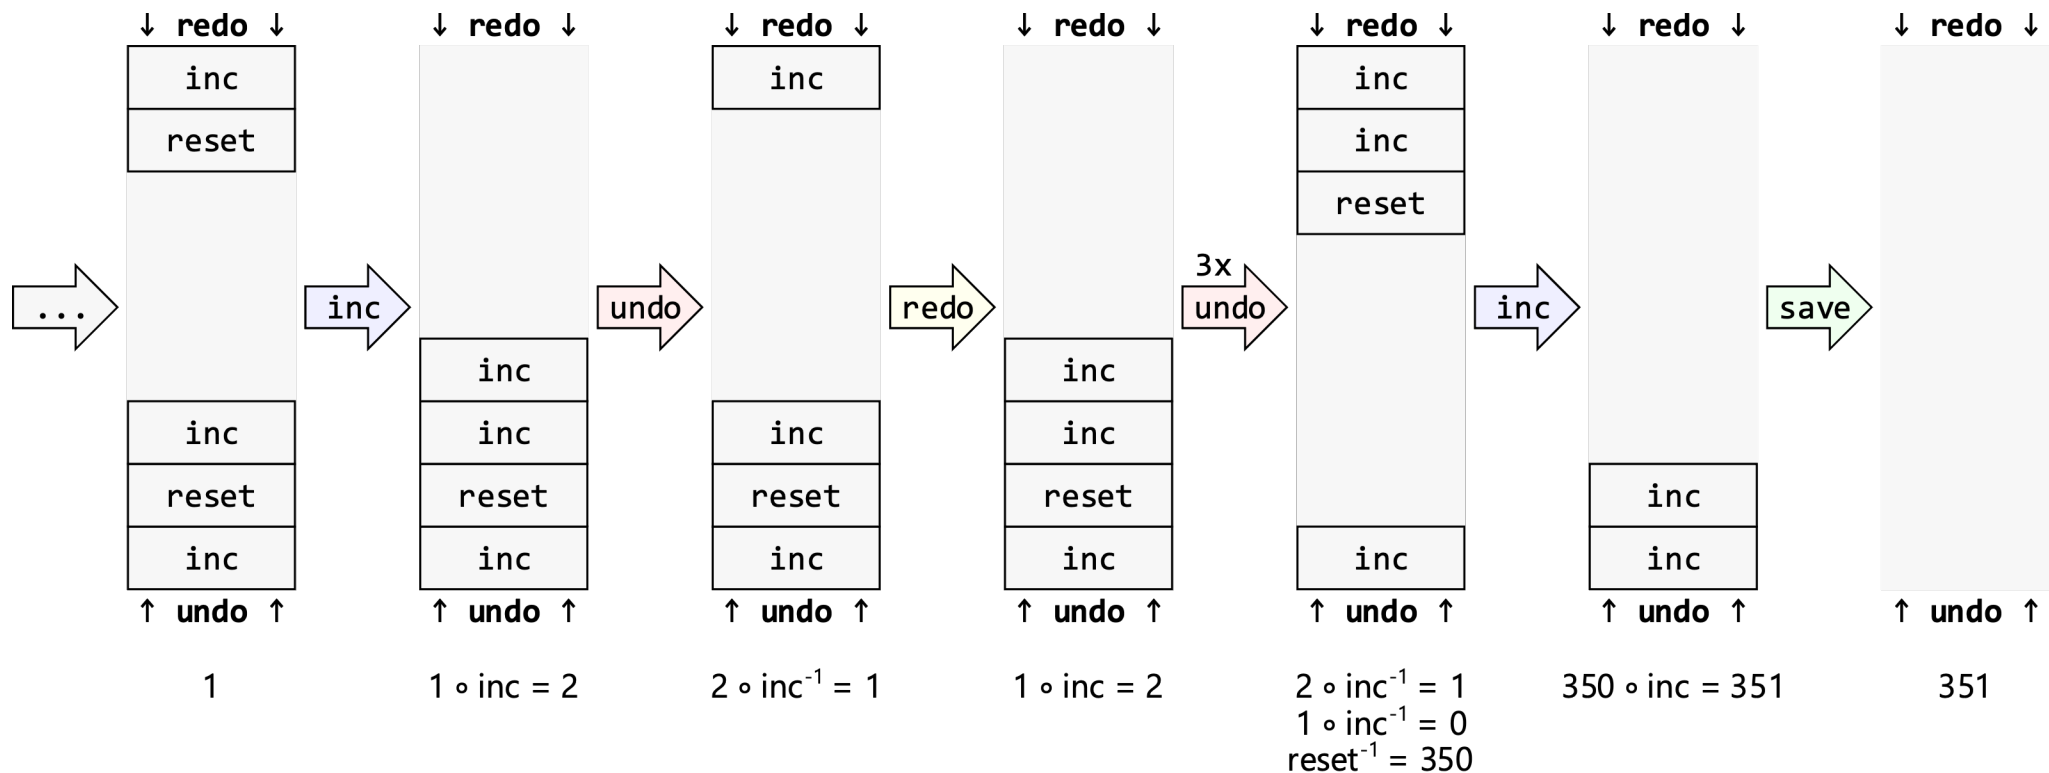 ↓ redo ↓ ↓ redo ↓ ↓ redo ↓ ↓ redo ↓ ↓ redo ↓ ↓ redo ↓ ↓ redo ↓
inc inc inc
reset inc
reset
3x
... inc undo redo undo inc save
inc inc
inc inc inc inc
reset reset reset reset inc
inc inc inc inc inc inc
↑ undo ↑ ↑ undo ↑ ↑ undo ↑ ↑ undo ↑ ↑ undo ↑ ↑ undo ↑ ↑ undo ↑
1 1 ∘ inc = 2 2 ∘ inc⁻¹ = 1 1 ∘ inc = 2 2 ∘ inc⁻¹ = 1 350 ∘ inc = 351 351
1 ∘ inc⁻¹ = 0
reset⁻¹ = 350